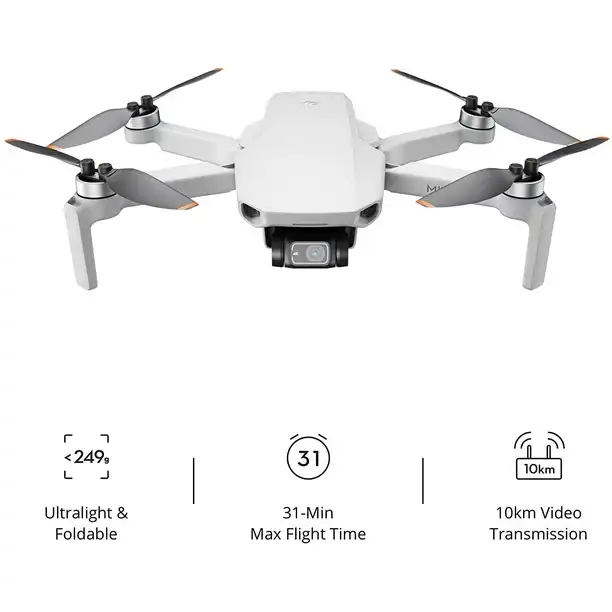 <249g
Ultralight &
Foldable
31
31-Min
Max Flight Time
10km
10km Video
Transmission